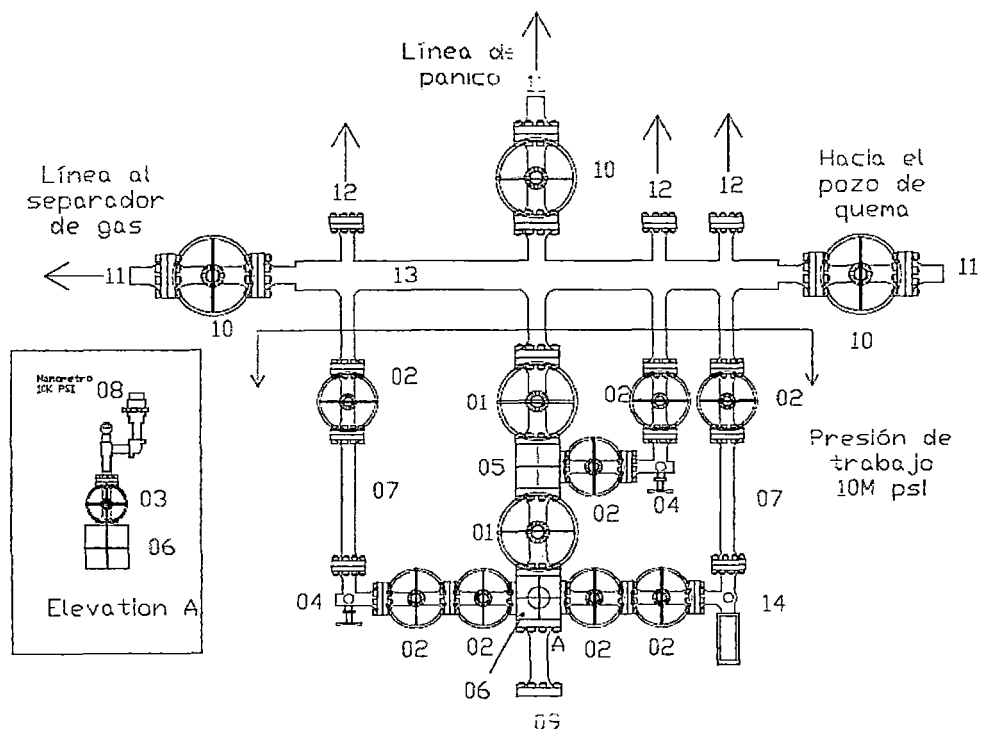 Línea de
panico
11
10
12
12
12
Línea al
separador
de gas
Hacia el
pozo de
quema
11
13
11
10
10
Manometro
10K PSI
08
02
01
02
02
05
Presión de
trabajo
10M psi
03
07
02
04
07
06
01
Elevation A
04
14
02
02
A
02
02
06
09